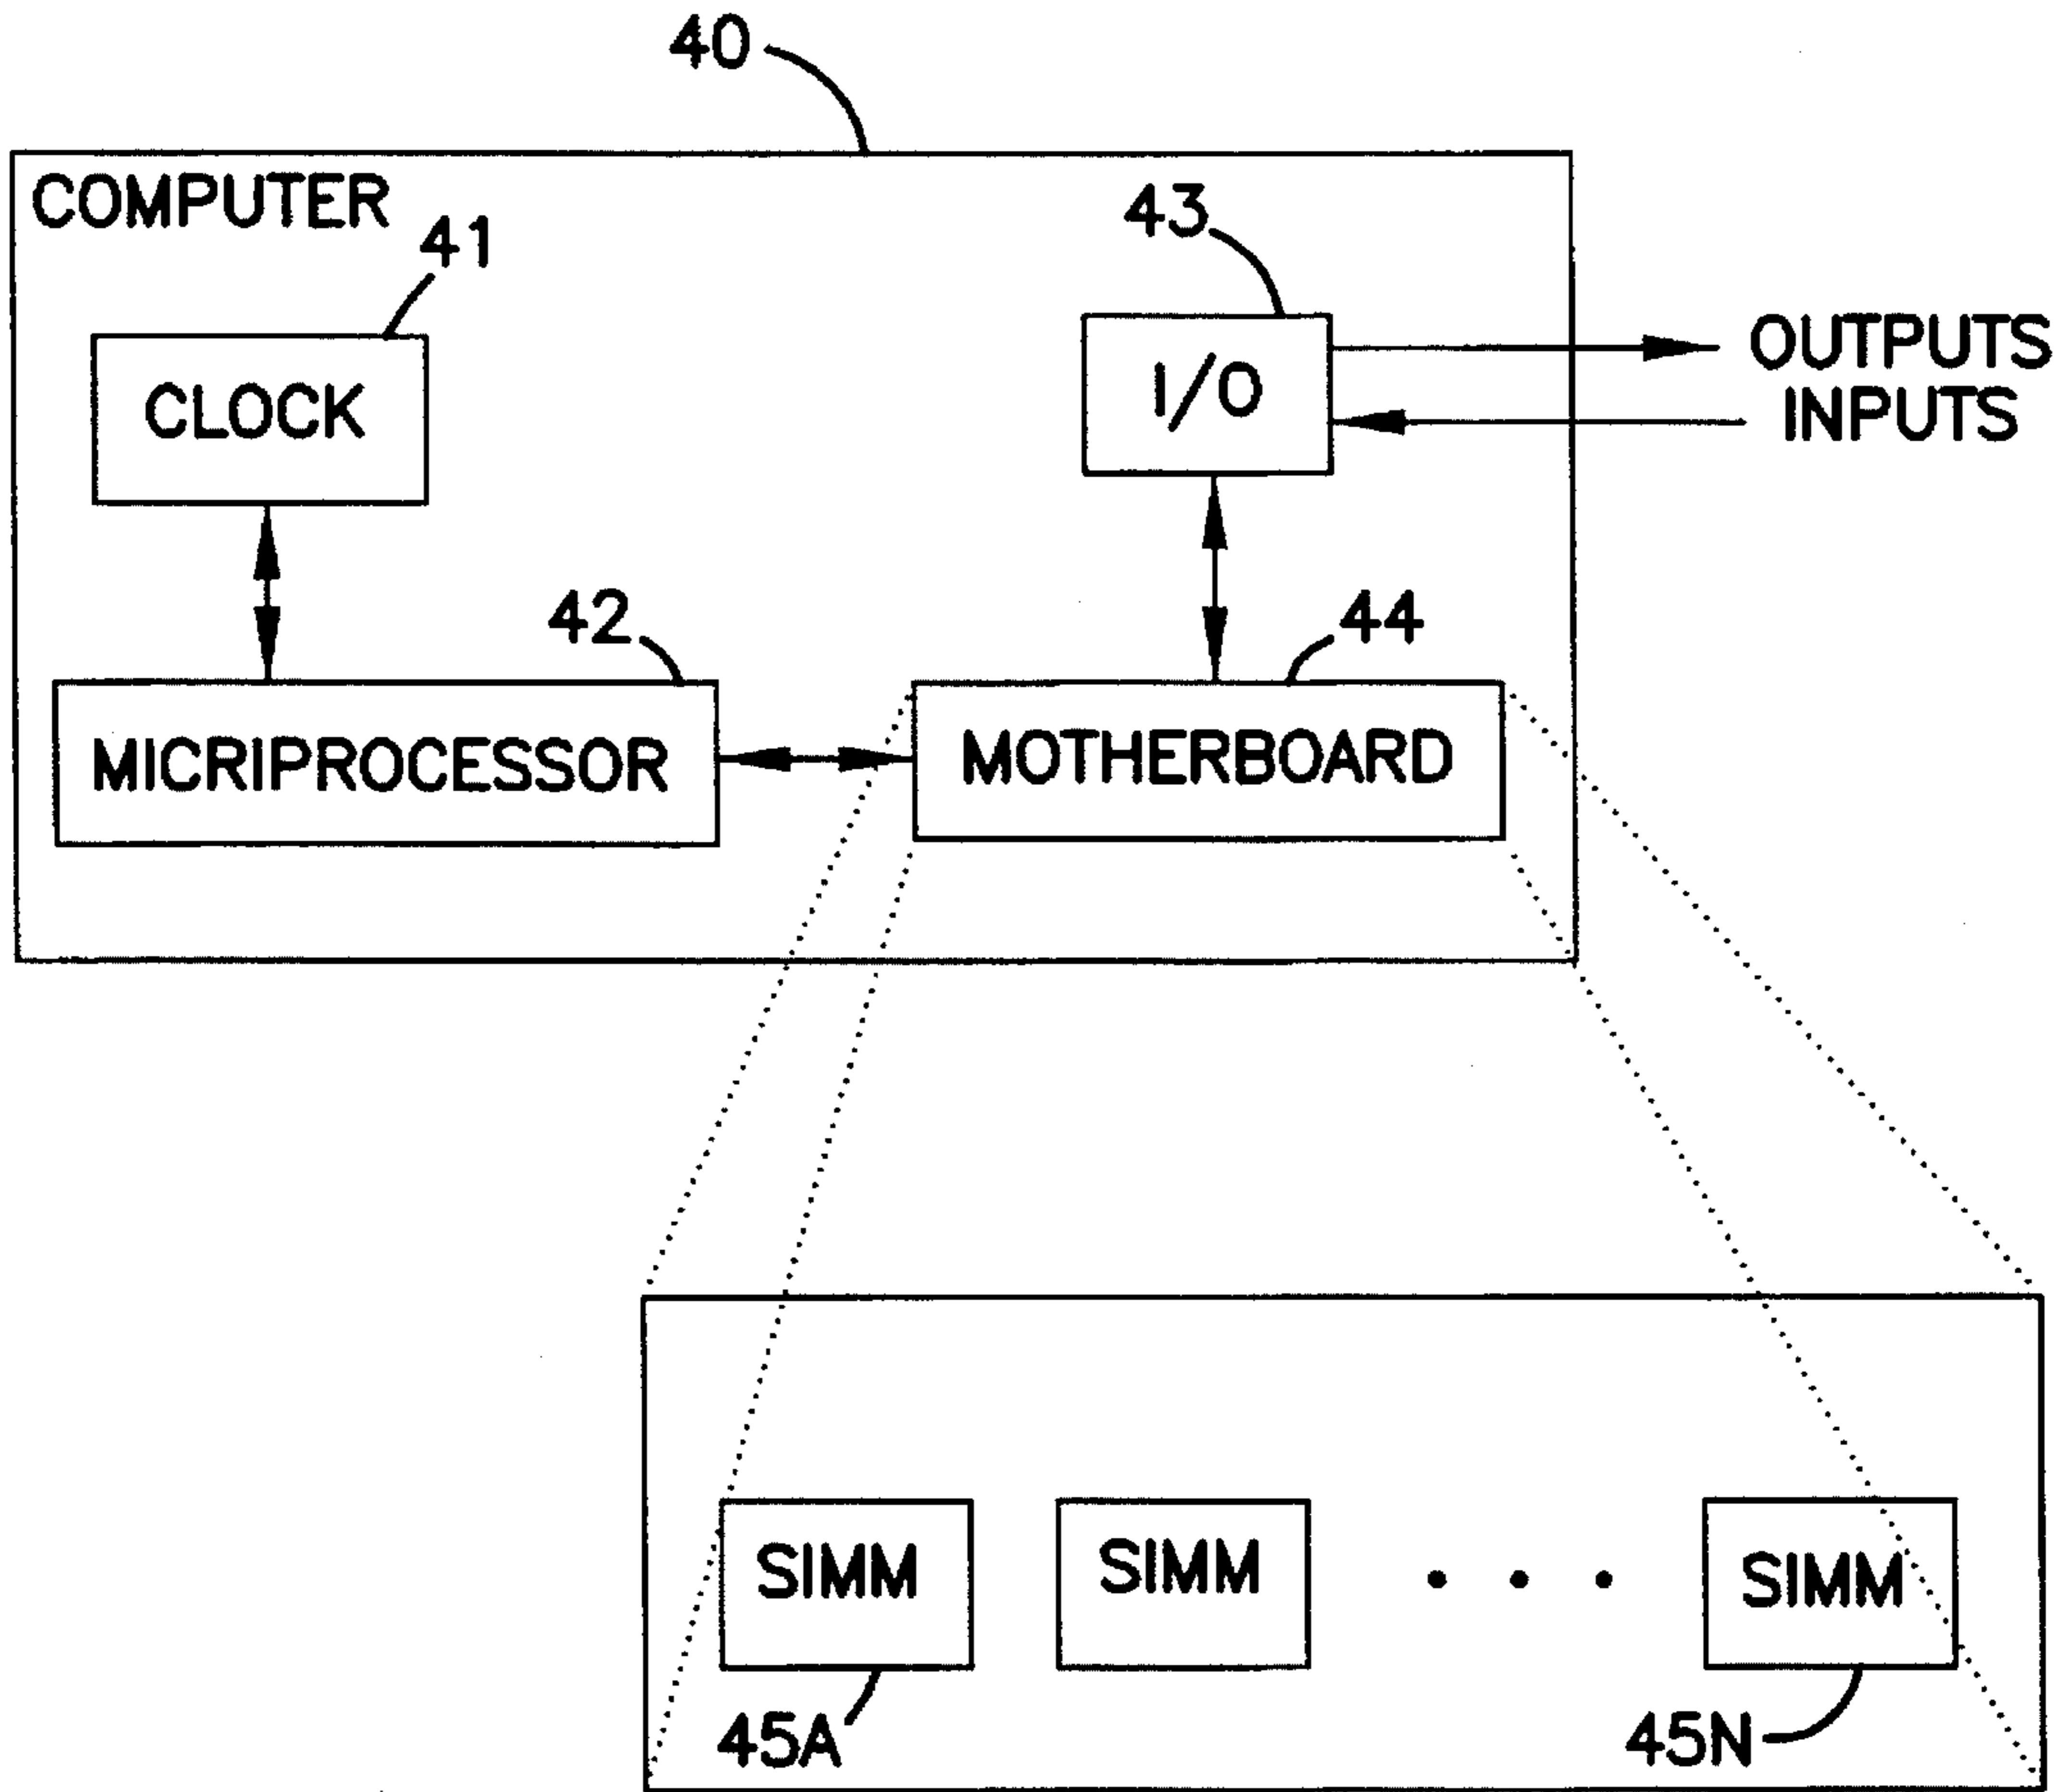 40
COMPUTER
41
43
CLOCK
I/O
OUTPUTS
INPUTS
42
44
MICRIPROCESSOR
MOTHERBOARD
SIMM
SIMM
SIMM
45A
45N